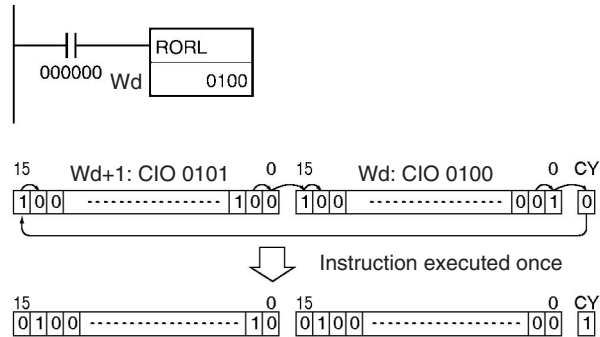 RORL
000000 Wd 0100
15 Wd+1: CIO 0101 0 15 Wd: CIO 0100 0 CY
1 0 0 1 0 0 1 0 0 0 0 1 0
Instruction executed once
15 0 15 0 CY
0 1 0 0 1 0 0 1 0 0 0 0 1